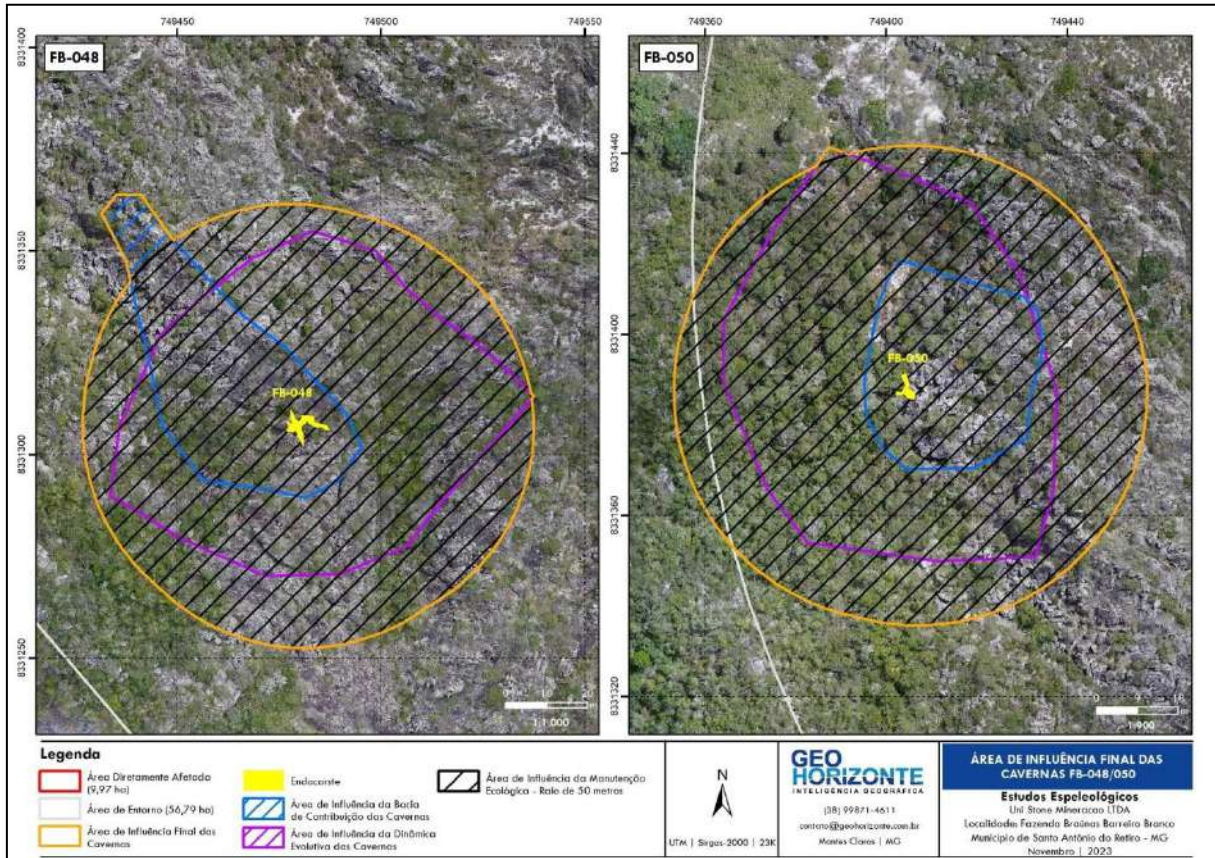 749450 749500 749550
8331400
8331350
8331300
8331250
FB-048
FB-048
0 10 20
m
1:1.000
749360 749400 749440
8331440
8331400
8331360
8331320
FB-050
FB-050
0 9 18
m
1:900
Legenda
Área Diretamente Afetada
(9,97 ha)
Área de Entorno (56,79 ha)
Área de Influência Final das
Cavernas
Endocarste
Área de Influência da Bacia
de Contribuição das Cavernas
Área de Influência da Dinâmica
Evolutiva das Cavernas
Área de Influência da Manutenção
Ecológica - Raio de 50 metros
N
UTM | Sirgas-2000 | 23K
GEO
HORIZONTE
INTELIGÊNCIA GEOGRÁFICA
(38) 99871-4611
contato@geohorizonte.com.br
Montes Claros | MG
ÁREA DE INFLUÊNCIA FINAL DAS
CAVERNAS FB-048/050
Estudos Espeleológicos
Uni Stone Mineracao LTDA
Localidade: Fazenda Braúnas Barreiro Branco
Município de Santo Antônio do Retiro - MG
Novembro | 2023